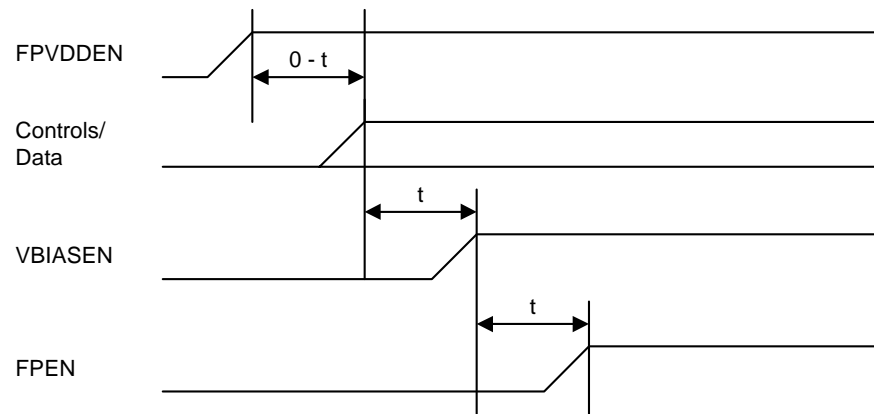 FPVDDEN
0 - t
Controls/
Data
t
VBIASEN
t
FPEN